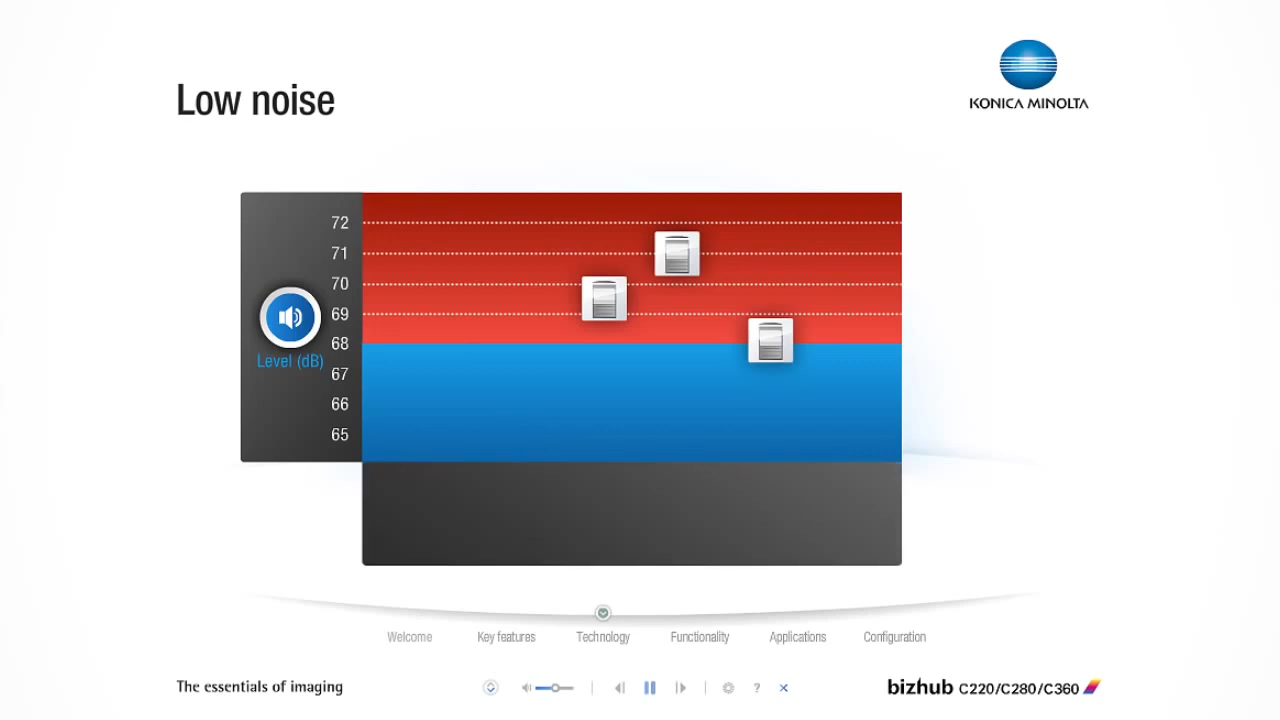 Low noise
KONICA MINOLTA
72
71
70
69
68
67
66
65
Level (dB)
Welcome
Key features
Technology
Functionality
Applications
Configuration
The essentials of imaging
?
bizhub C220/C280/C360